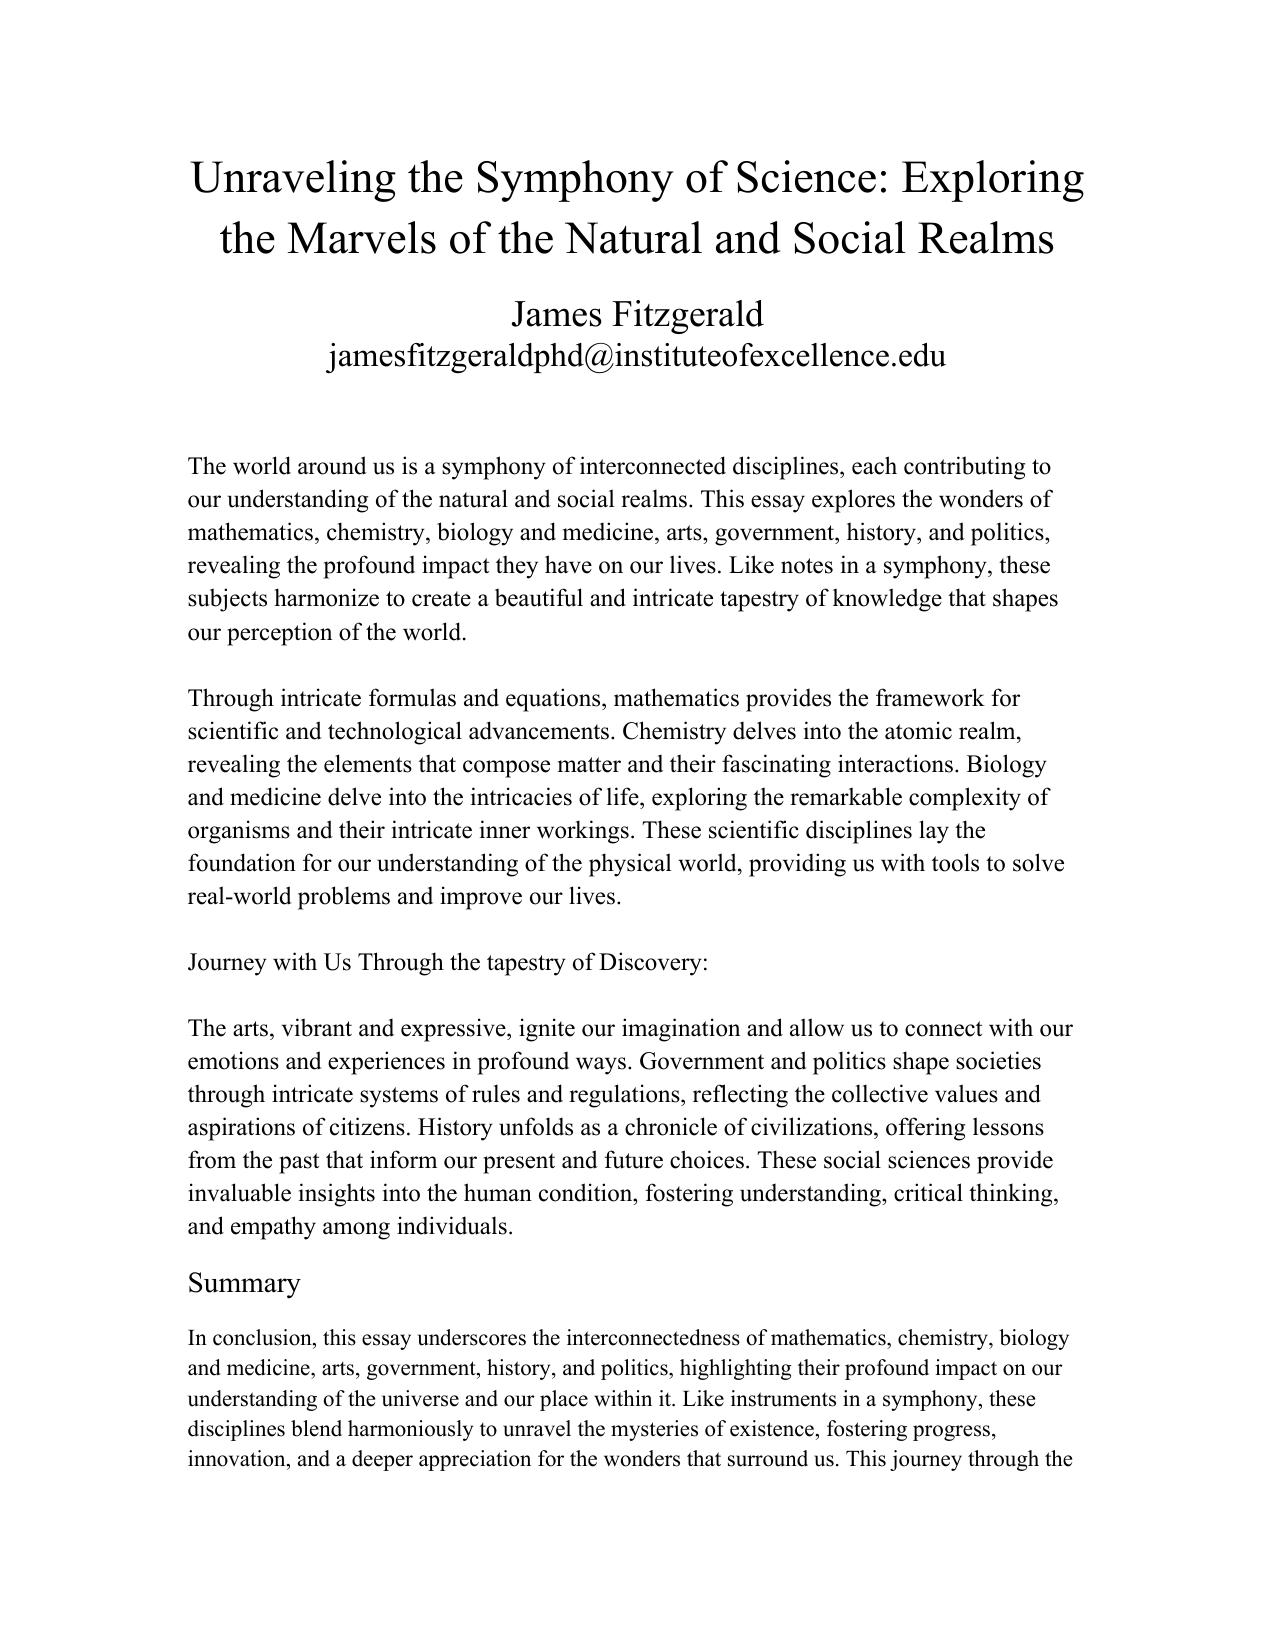 Unraveling the Symphony of Science: Exploring
the Marvels of the Natural and Social Realms
James Fitzgerald
jamesfitzgeraldphd@instituteofexcellence.edu
The world around us is a symphony of interconnected disciplines, each contributing to
our understanding of the natural and social realms. This essay explores the wonders of
mathematics, chemistry, biology and medicine, arts, government, history, and politics,
revealing the profound impact they have on our lives. Like notes in a symphony, these
subjects harmonize to create a beautiful and intricate tapestry of knowledge that shapes
our perception of the world.
Through intricate formulas and equations, mathematics provides the framework for
scientific and technological advancements. Chemistry delves into the atomic realm,
revealing the elements that compose matter and their fascinating interactions. Biology
and medicine delve into the intricacies of life, exploring the remarkable complexity of
organisms and their intricate inner workings. These scientific disciplines lay the
foundation for our understanding of the physical world, providing us with tools to solve
real-world problems and improve our lives.
Journey with Us Through the tapestry of Discovery:
The arts, vibrant and expressive, ignite our imagination and allow us to connect with our
emotions and experiences in profound ways. Government and politics shape societies
through intricate systems of rules and regulations, reflecting the collective values and
aspirations of citizens. History unfolds as a chronicle of civilizations, offering lessons
from the past that inform our present and future choices. These social sciences provide
invaluable insights into the human condition, fostering understanding, critical thinking,
and empathy among individuals.
Summary
In conclusion, this essay underscores the interconnectedness of mathematics, chemistry, biology
and medicine, arts, government, history, and politics, highlighting their profound impact on our
understanding of the universe and our place within it. Like instruments in a symphony, these
disciplines blend harmoniously to unravel the mysteries of existence, fostering progress,
innovation, and a deeper appreciation for the wonders that surround us. This journey through the